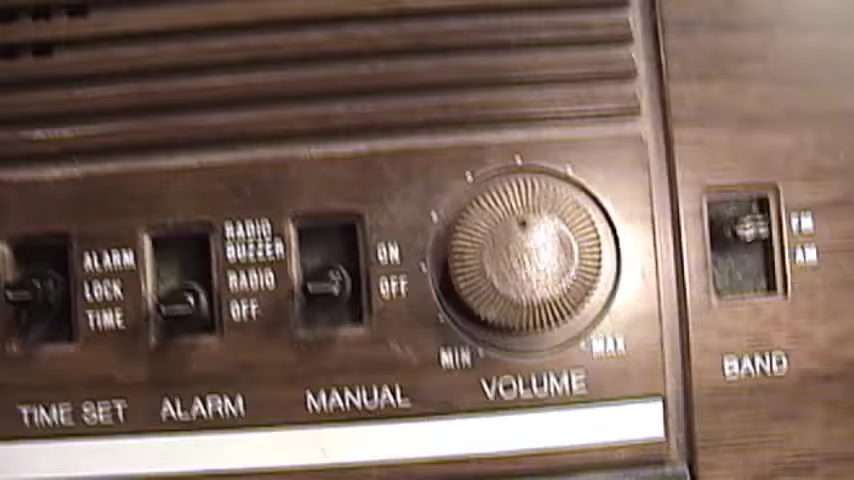 ALARM
LOCK
TIME
TIME SET
RADIO
BUZZER
RADIO
OFF
ALARM
ON
OFF
MANUAL
MIN
MAX
VOLUME
FM
AM
BAND